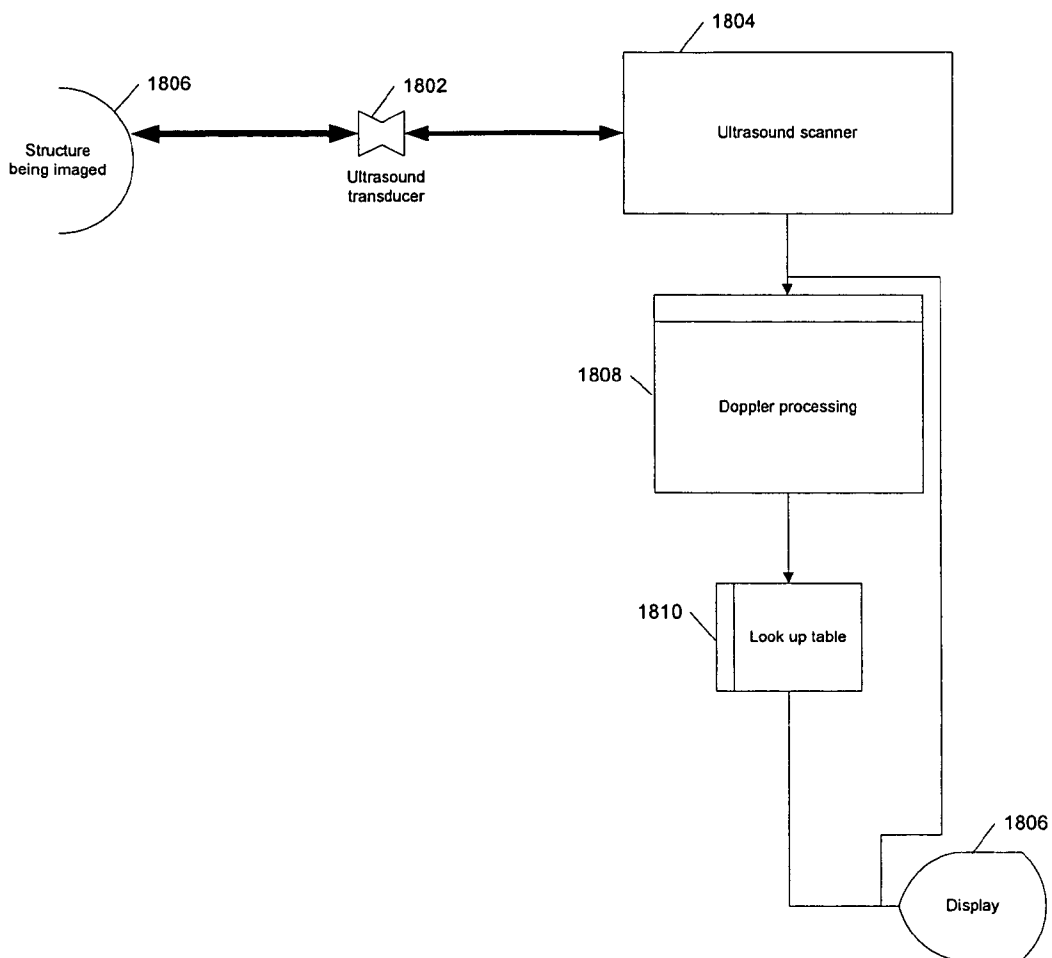 1804
1806
1802
Ultrasound scanner
Structure
being imaged
Ultrasound
transducer
1808
Doppler processing
1810
Look up table
1806
Display